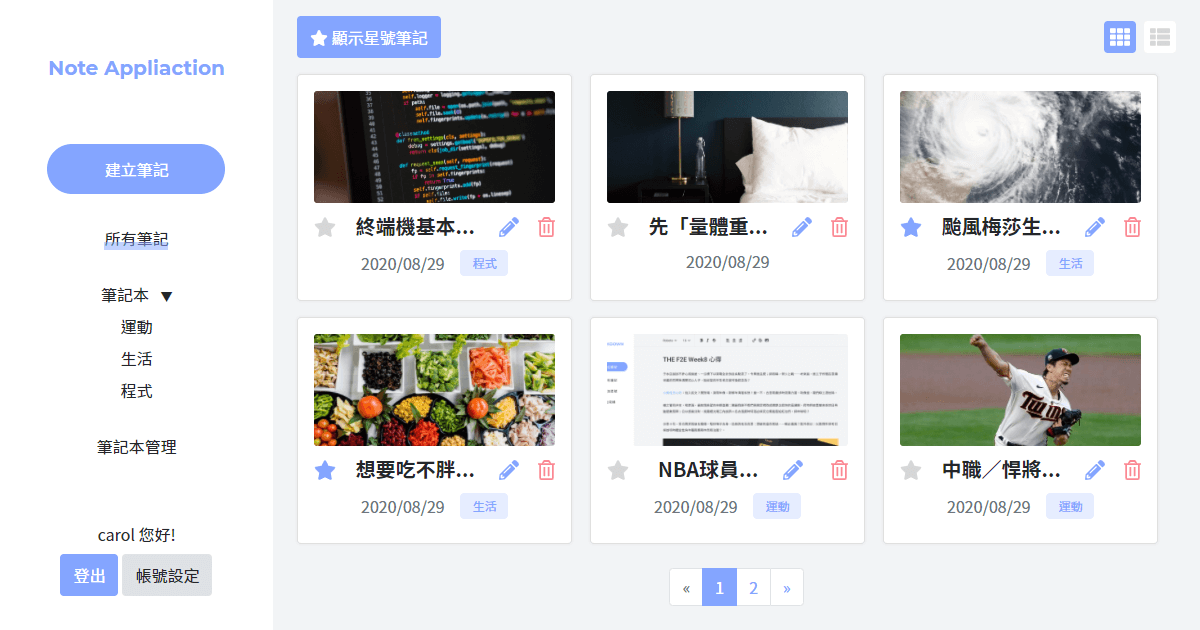 Note Appliaction
建立筆記
所有筆記
筆記本 ▼
運動
生活
程式
筆記本管理
carol 您好!
登出 帳號設定
顯示星號筆記
終端機基本...
2020/08/29 程式
先「量體重...
2020/08/29
颱風梅莎生...
2020/08/29 生活
想要吃不胖...
2020/08/29 生活
THE F2E Week8 心得
NBA球員...
2020/08/29 運動
Twins
中職／悍將...
2020/08/29 運動
« 1 2 »